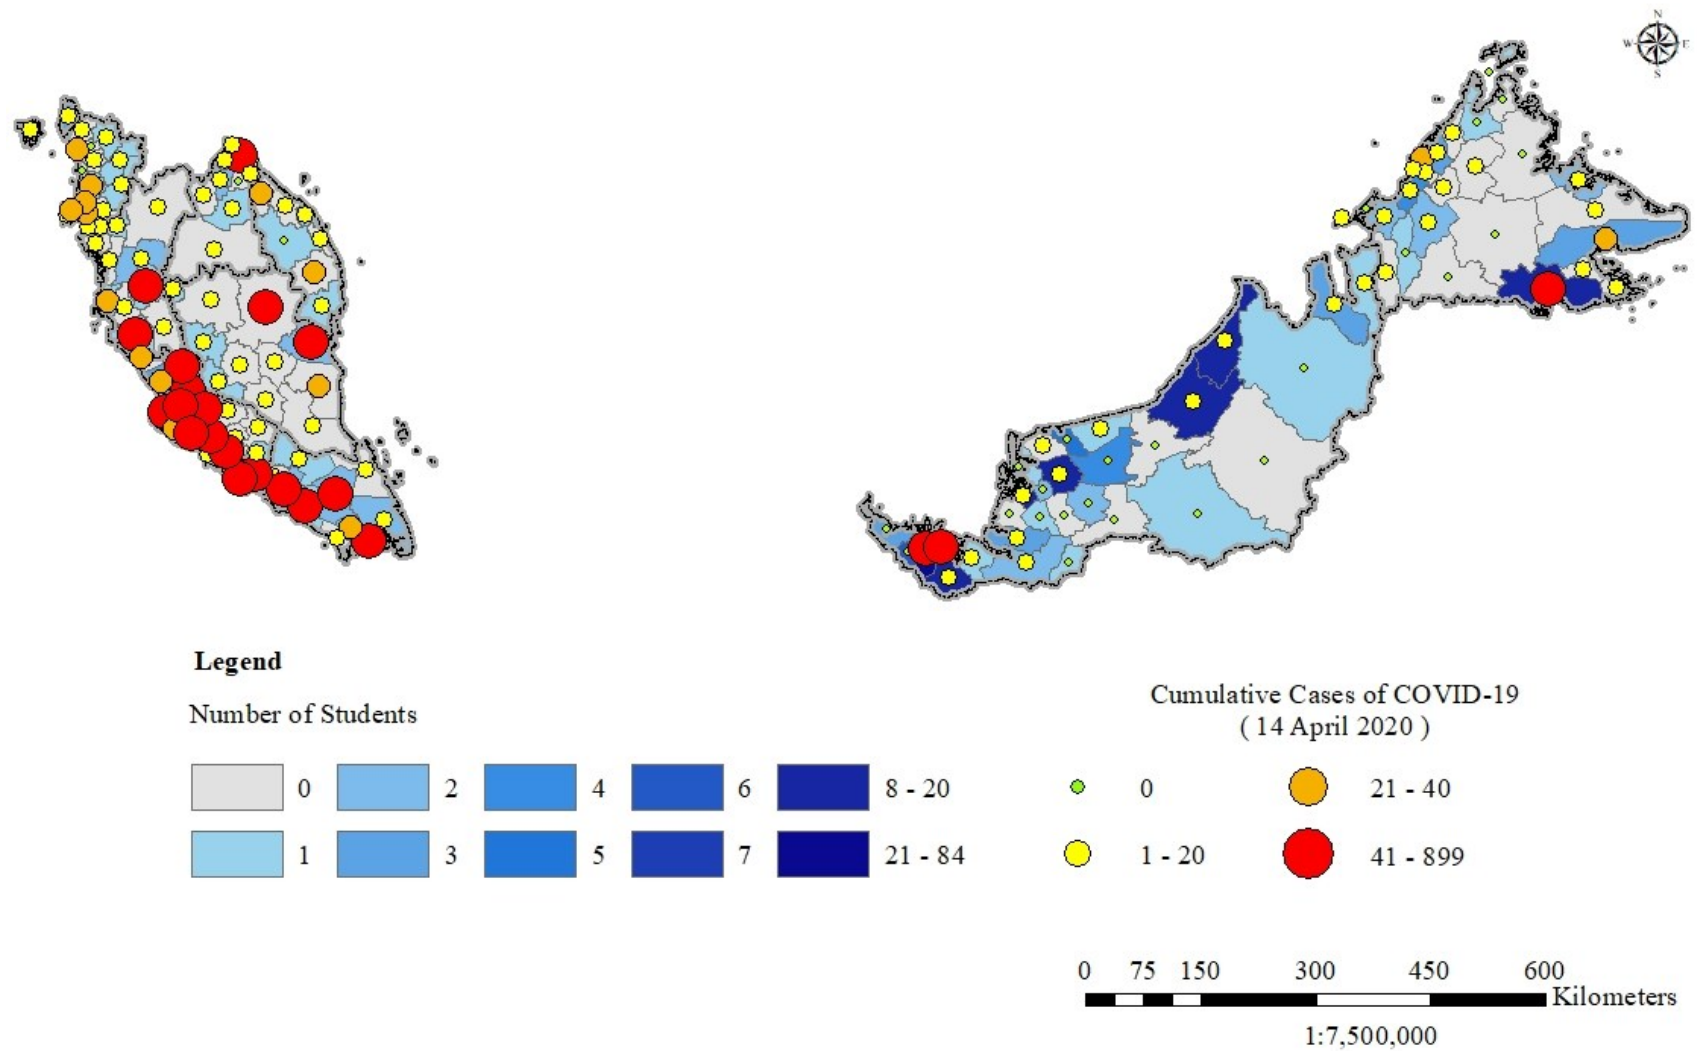 N
W E
S
Legend
Number of Students
0 2 4 6 8 - 20
1 3 5 7 21 - 84
Cumulative Cases of COVID-19
( 14 April 2020 )
0 21 - 40
1 - 20 41 - 899
0 75 150 300 450 600
Kilometers
1:7,500,000